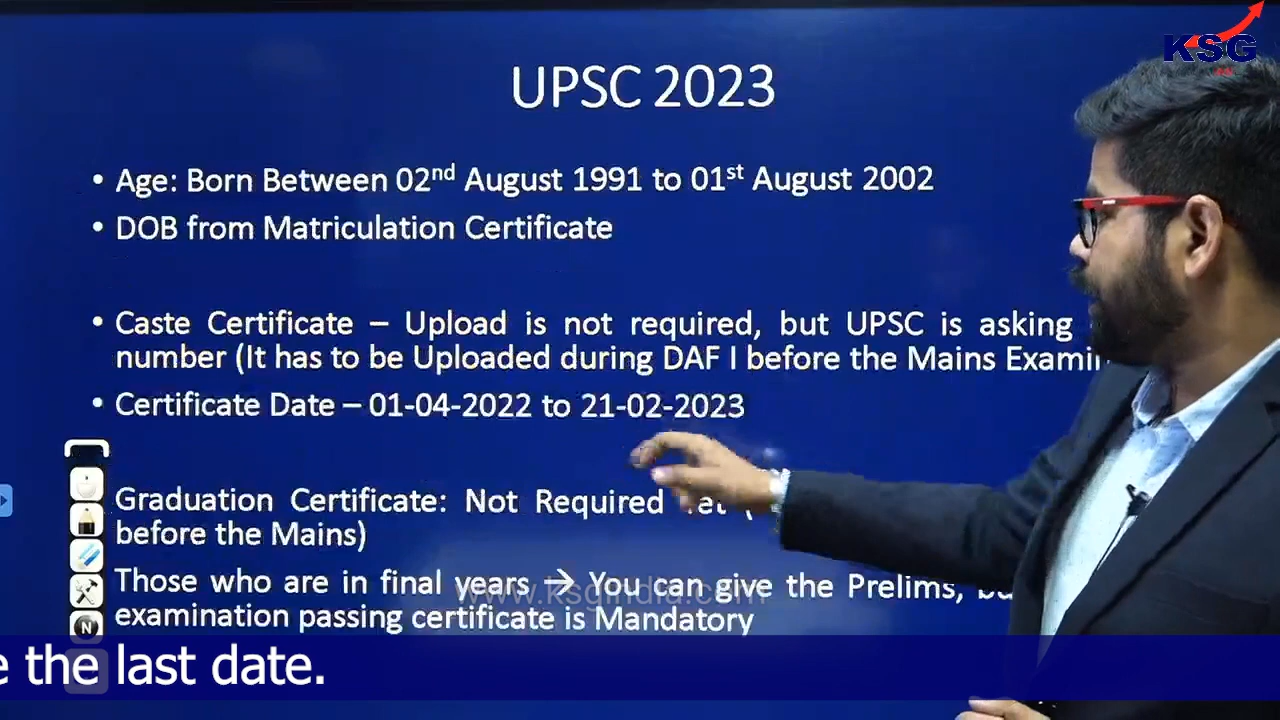 KSG
UPSC 2023
• Age: Born Between 02nd August 1991 to 01st August 2002
• DOB from Matriculation Certificate
• Caste Certificate – Upload is not required, but UPSC is asking
number (It has to be Uploaded during DAF I before the Mains
• Certificate Date – 01-04-2022 to 21-02-2023
Graduation Certificate: Not Required
before the Mains)
Those who are in final years → You can give the Prelims,
examination passing certificate is Mandatory
www.ksgindia.com
N
the last date.